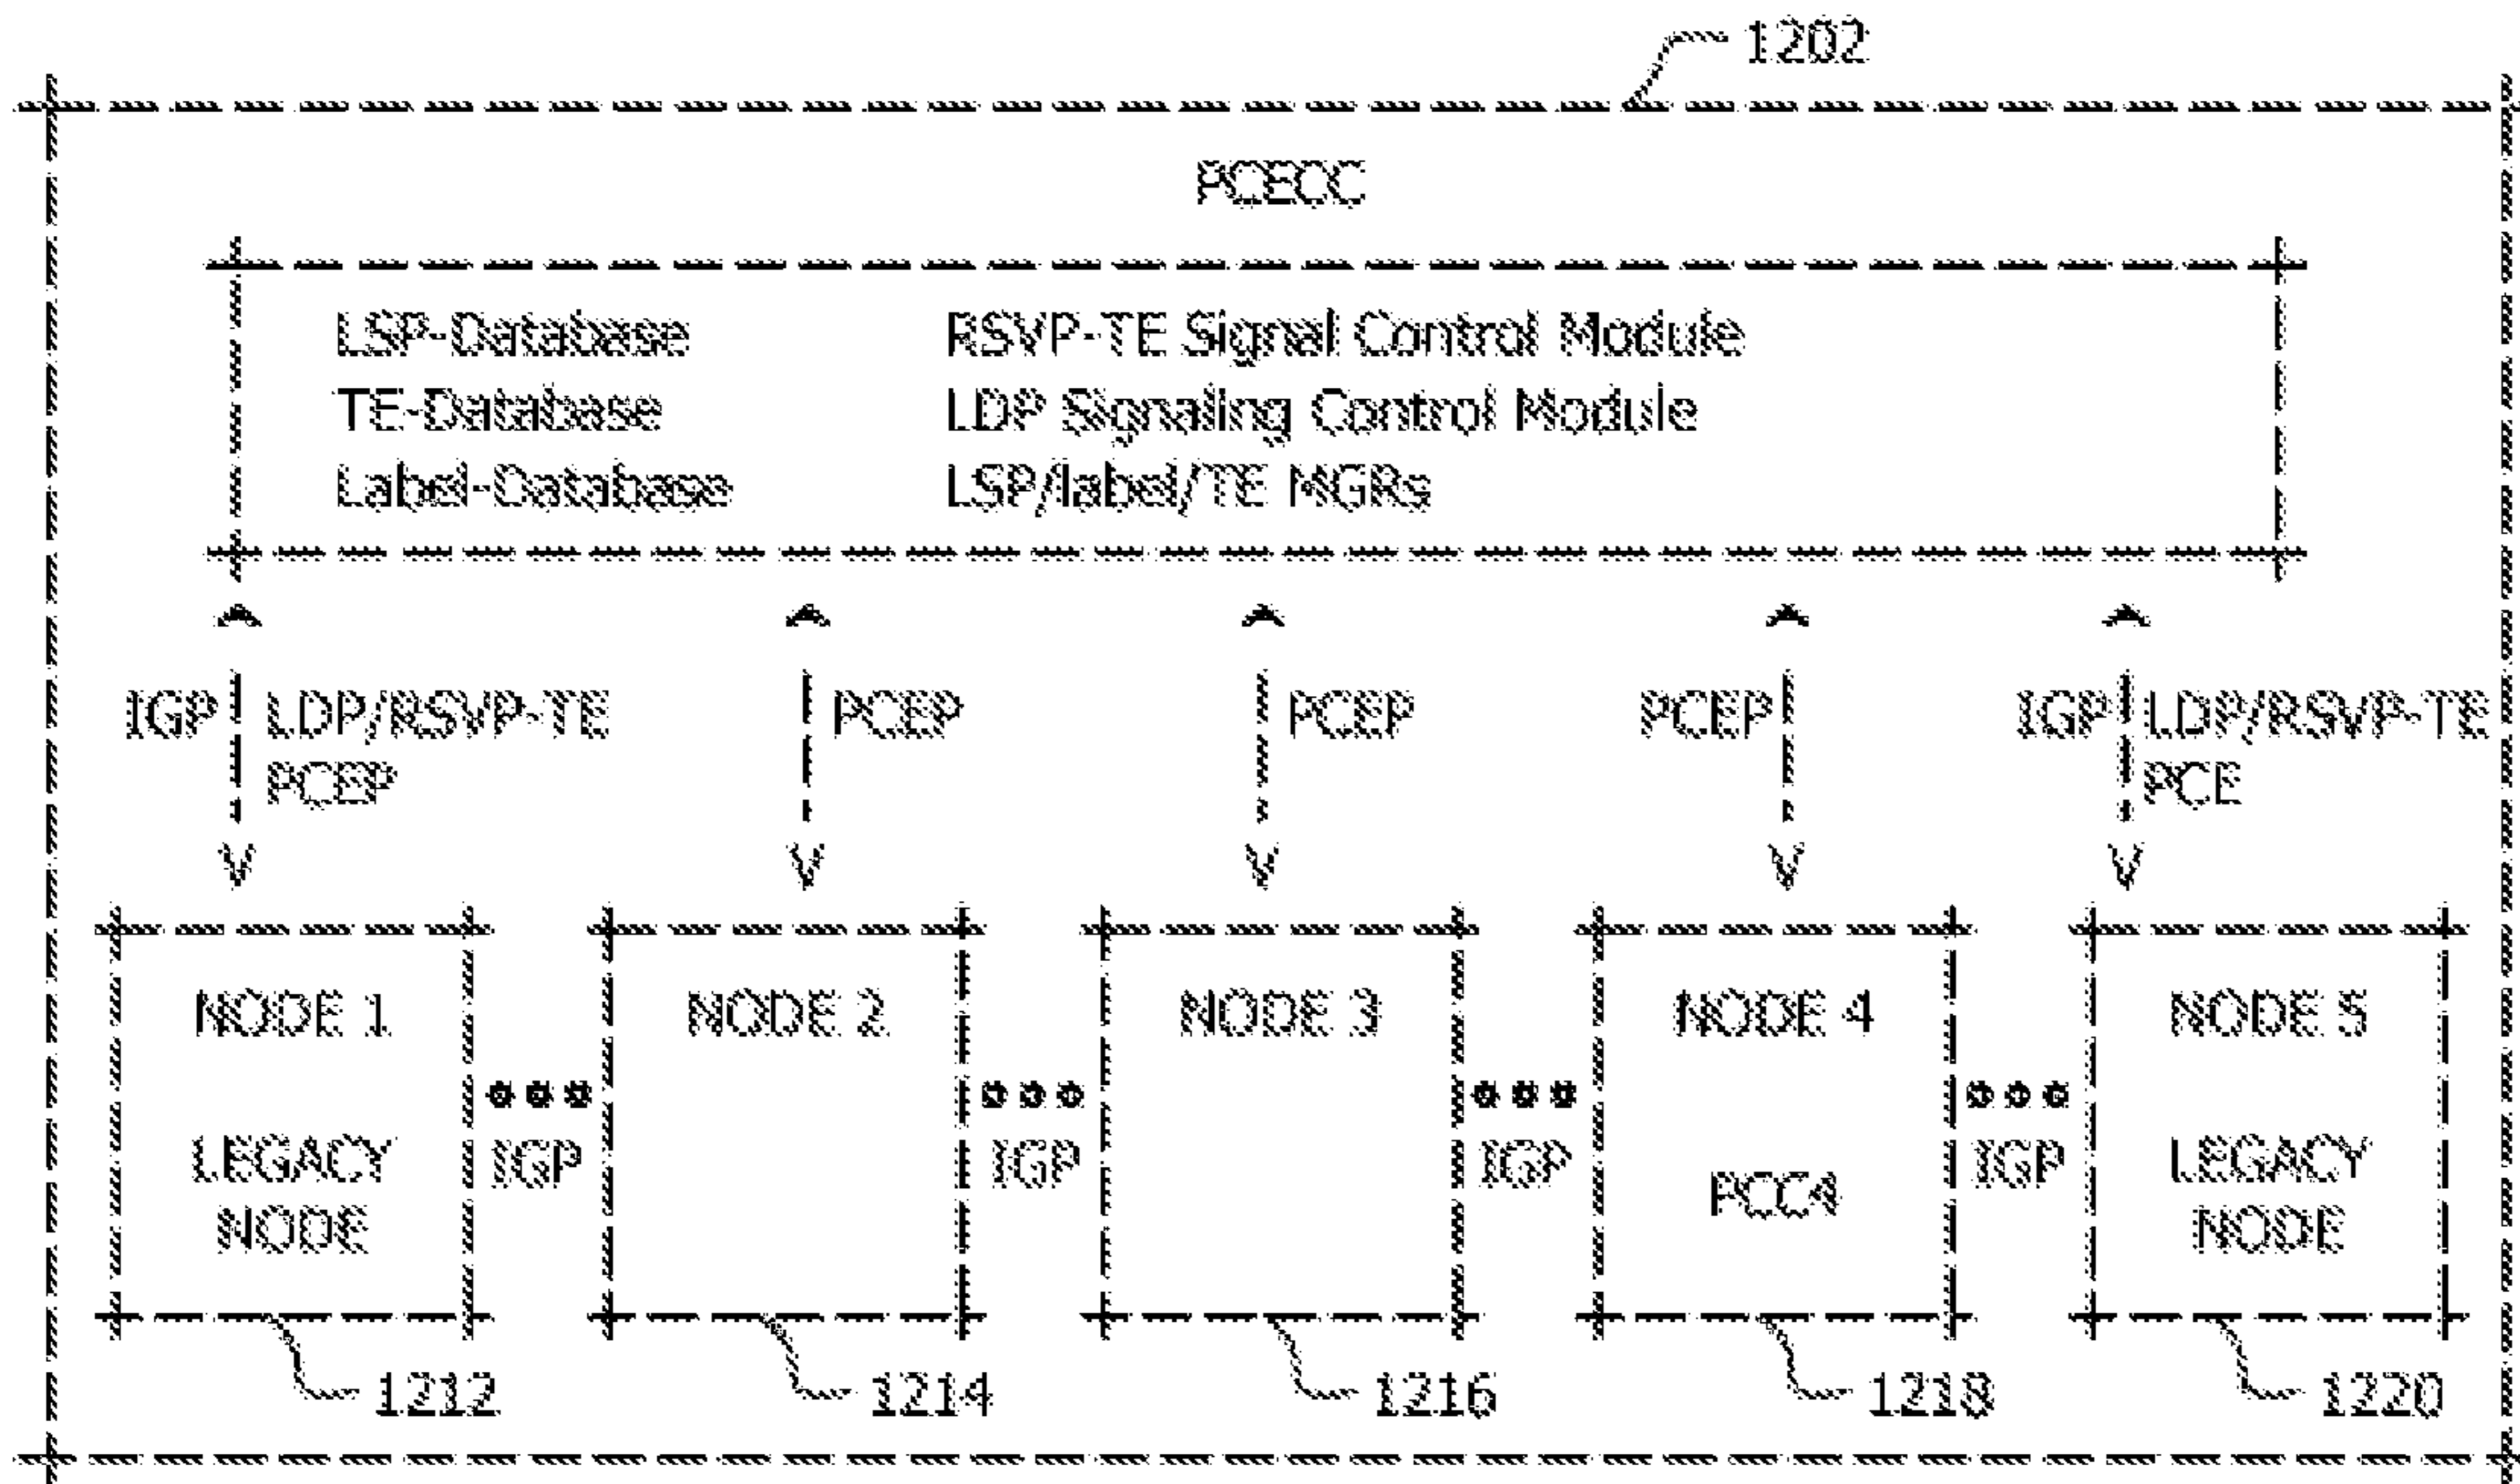 1202
PCECC
LSP-Database RSVP-TE Signal Control Module
TE-Database LDP Signaling Control Module
Label-Database LSP/label/TE MGRs
IGP LDP/RSVP-TE PCEP PCEP PCEP IGP LDP/RSVP-TE
PCEP PCE
NODE 1 NODE 2 NODE 3 NODE 4 NODE 5
LEGACY IGP IGP IGP PCC4 IGP LEGACY
NODE NODE
1212 1214 1216 1218 1220